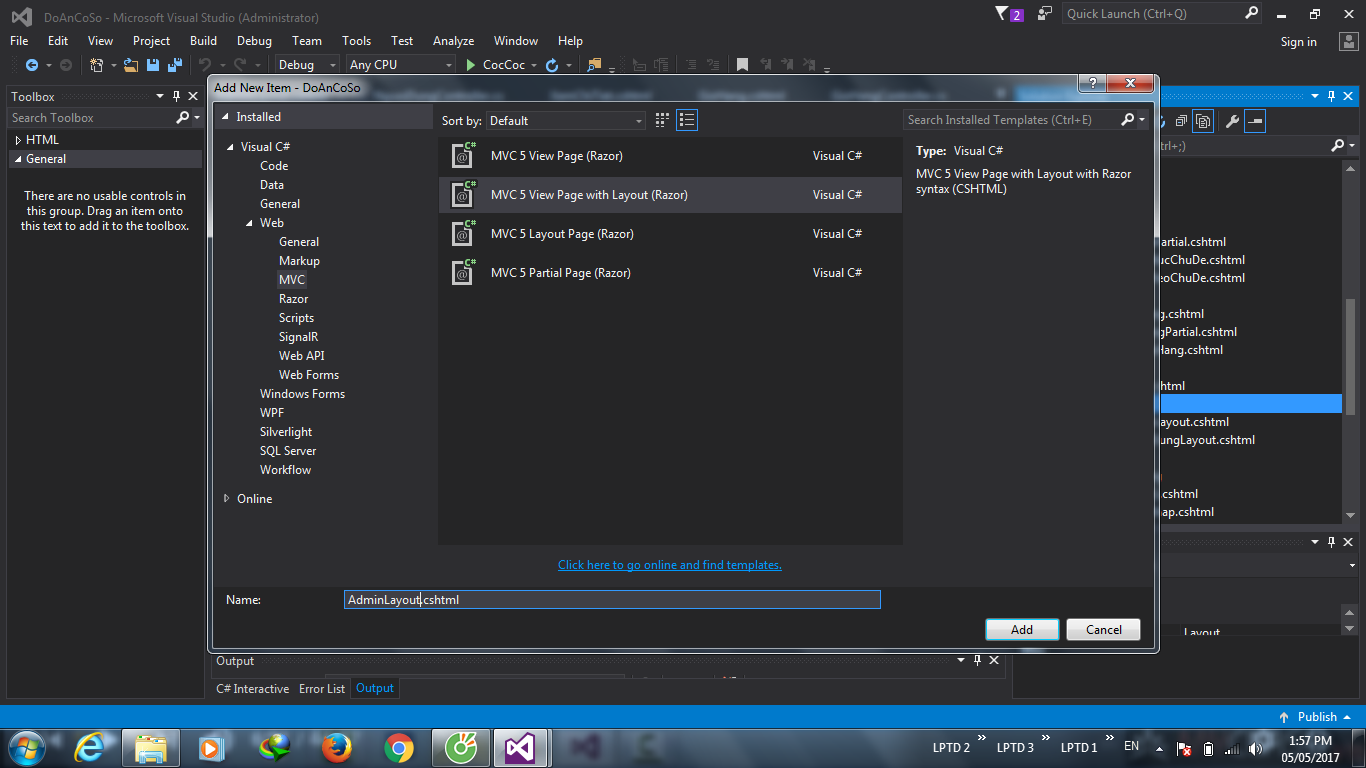 DoAnCoSo - Microsoft Visual Studio (Administrator)
2
Quick Launch (Ctrl+Q)
File Edit View Project Build Debug Team Tools Test Analyze Window Help
Sign in
Debug Any CPU CocCoc
Toolbox
Search Toolbox
HTML
General
There are no usable controls in
this group. Drag an item onto
this text to add it to the toolbox.
Add New Item - DoAnCoSo
?
Installed
Visual C#
Code
Data
General
Web
General
Markup
MVC
Razor
Scripts
SignalR
Web API
Web Forms
Windows Forms
WPF
Silverlight
SQL Server
Workflow
Online
Sort by: Default
Search Installed Templates (Ctrl+E)
MVC 5 View Page (Razor) Visual C#
MVC 5 View Page with Layout (Razor) Visual C#
MVC 5 Layout Page (Razor) Visual C#
MVC 5 Partial Page (Razor) Visual C#
Type: Visual C#
MVC 5 View Page with Layout with Razor
syntax (CSHTML)
Click here to go online and find templates.
Name: AdminLayout.cshtml
Add Cancel
trl+;)
artial.cshtml
ucChuDe.cshtml
eoChuDe.cshtml
g.cshtml
gPartial.cshtml
Hang.cshtml
html
ayout.cshtml
ungLayout.cshtml
.cshtml
ap.cshtml
Layout
Output
C# Interactive Error List Output
Publish
LPTD 2 LPTD 3 LPTD 1 EN
1:57 PM
05/05/2017